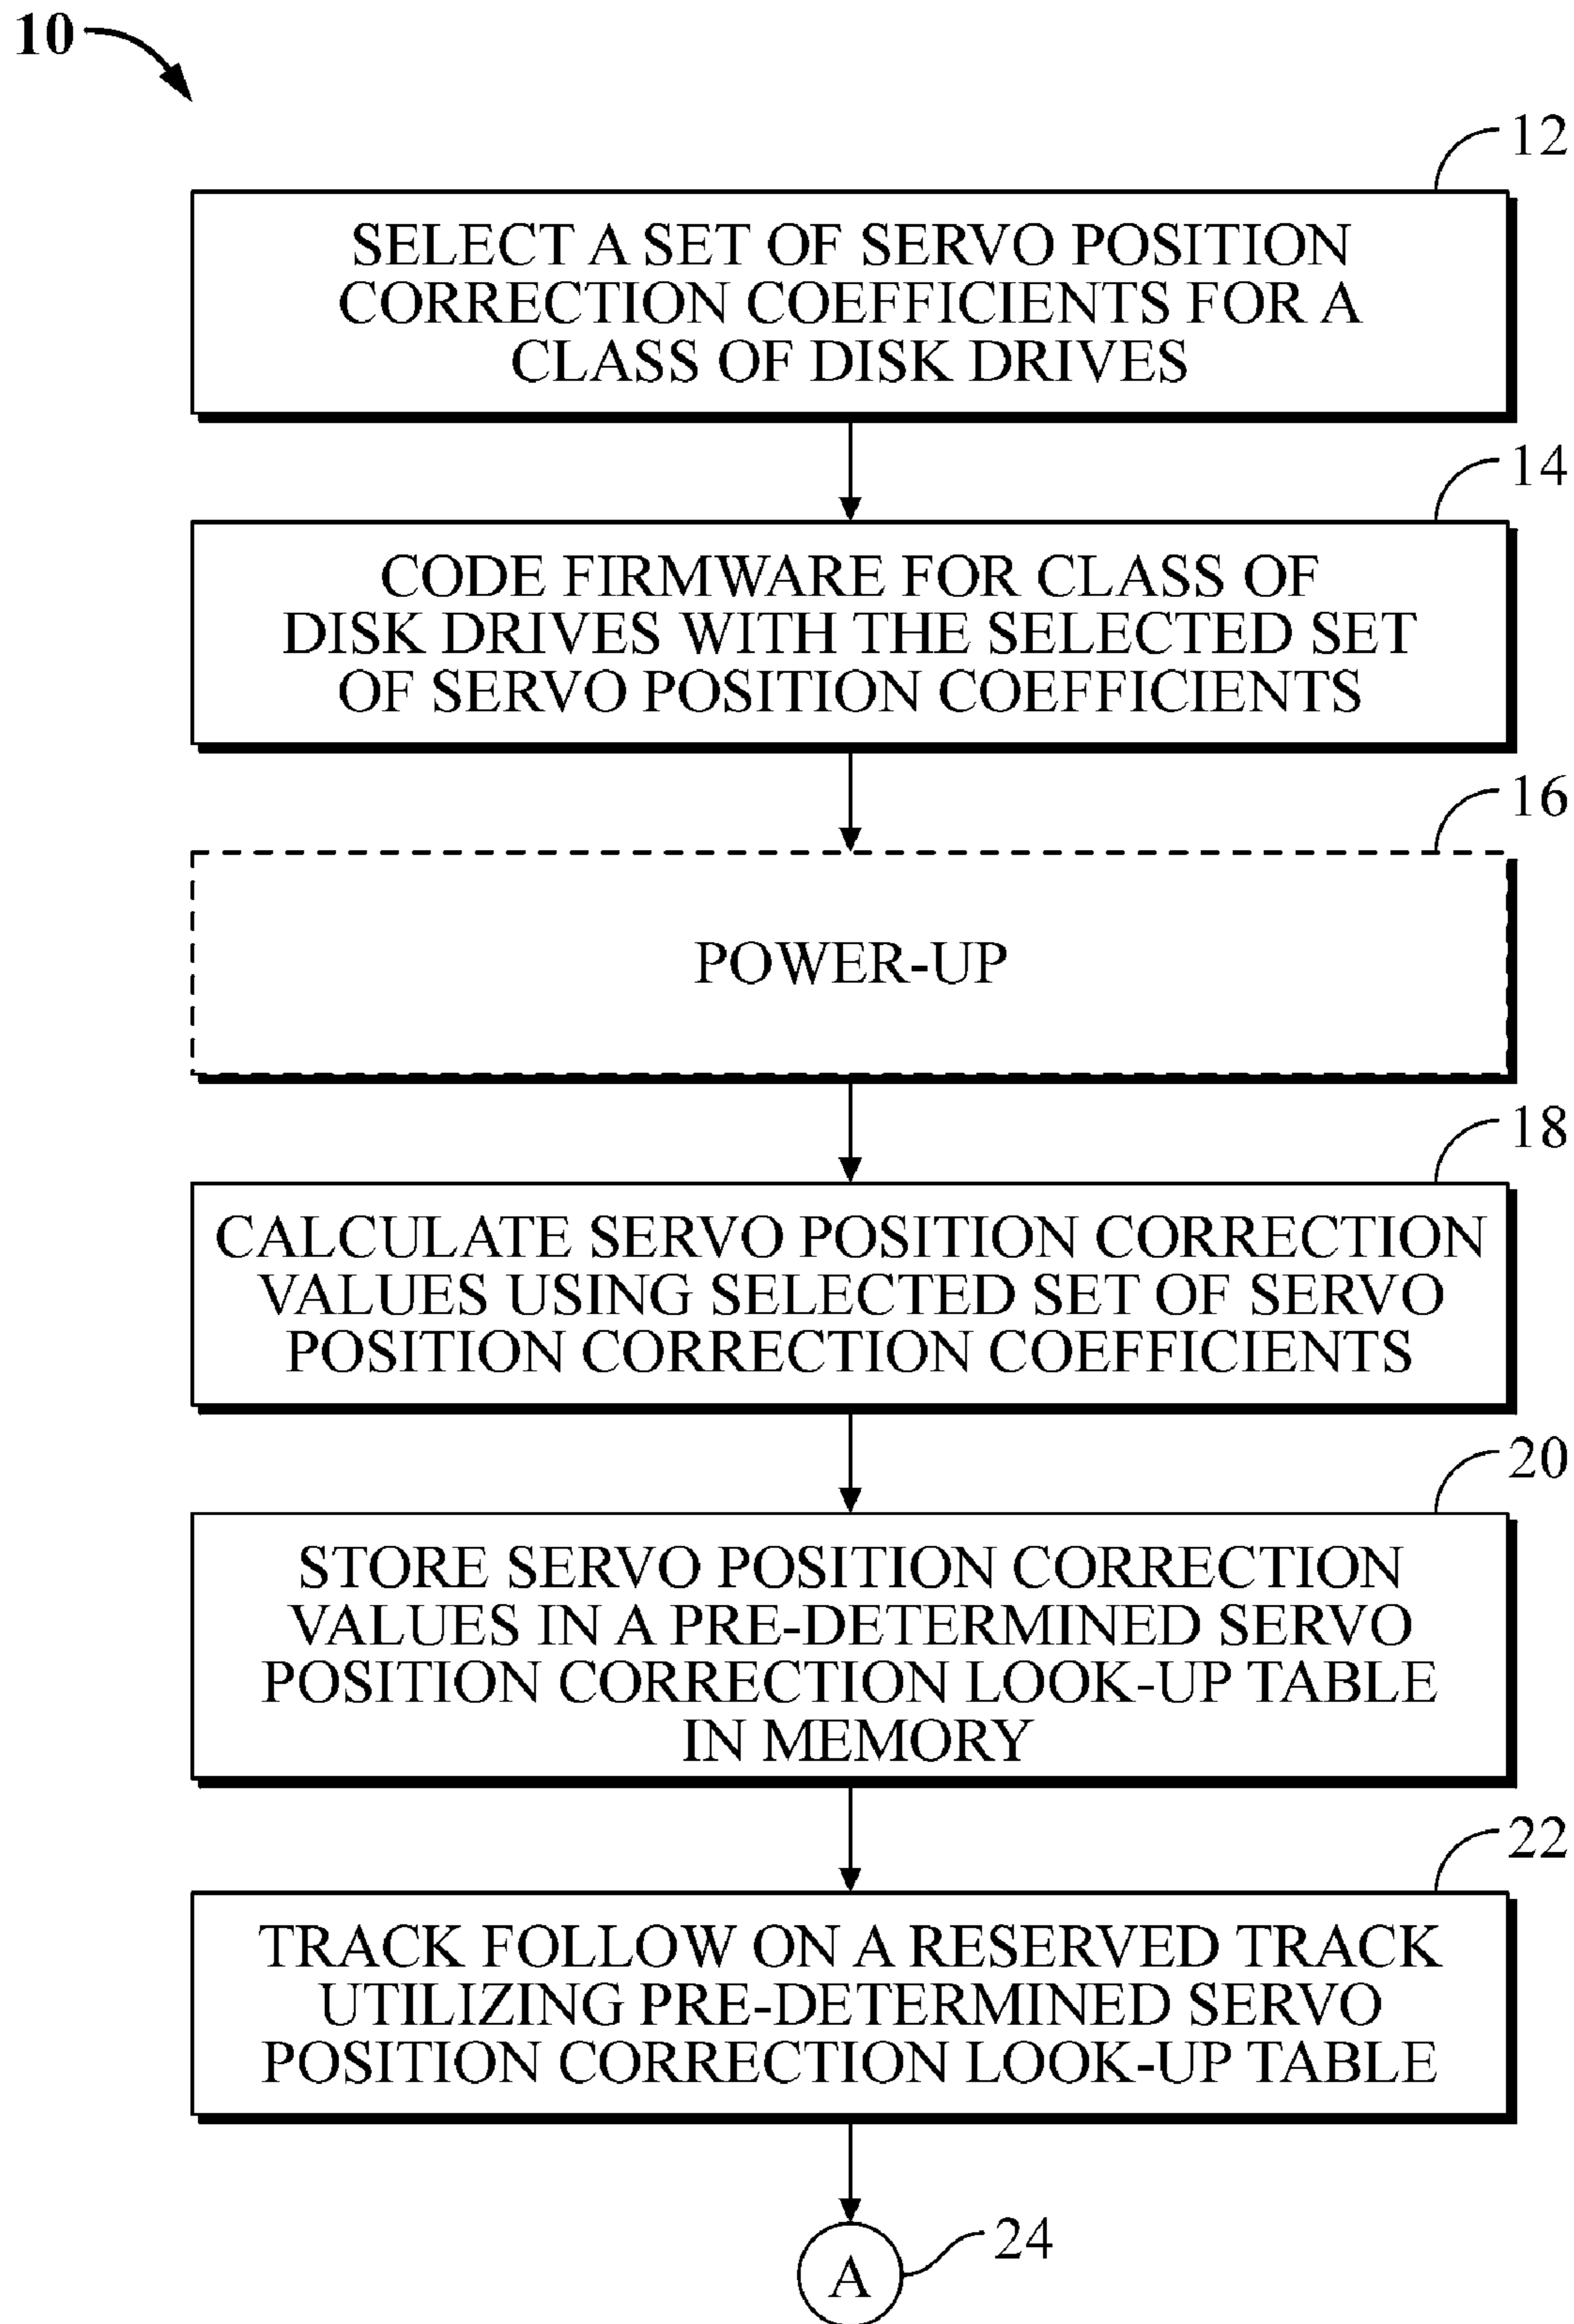 10
12
SELECT A SET OF SERVO POSITION
CORRECTION COEFFICIENTS FOR A
CLASS OF DISK DRIVES
14
CODE FIRMWARE FOR CLASS OF
DISK DRIVES WITH THE SELECTED SET
OF SERVO POSITION COEFFICIENTS
16
POWER-UP
18
CALCULATE SERVO POSITION CORRECTION
VALUES USING SELECTED SET OF SERVO
POSITION CORRECTION COEFFICIENTS
20
STORE SERVO POSITION CORRECTION
VALUES IN A PRE-DETERMINED SERVO
POSITION CORRECTION LOOK-UP TABLE
IN MEMORY
22
TRACK FOLLOW ON A RESERVED TRACK
UTILIZING PRE-DETERMINED SERVO
POSITION CORRECTION LOOK-UP TABLE
24
A